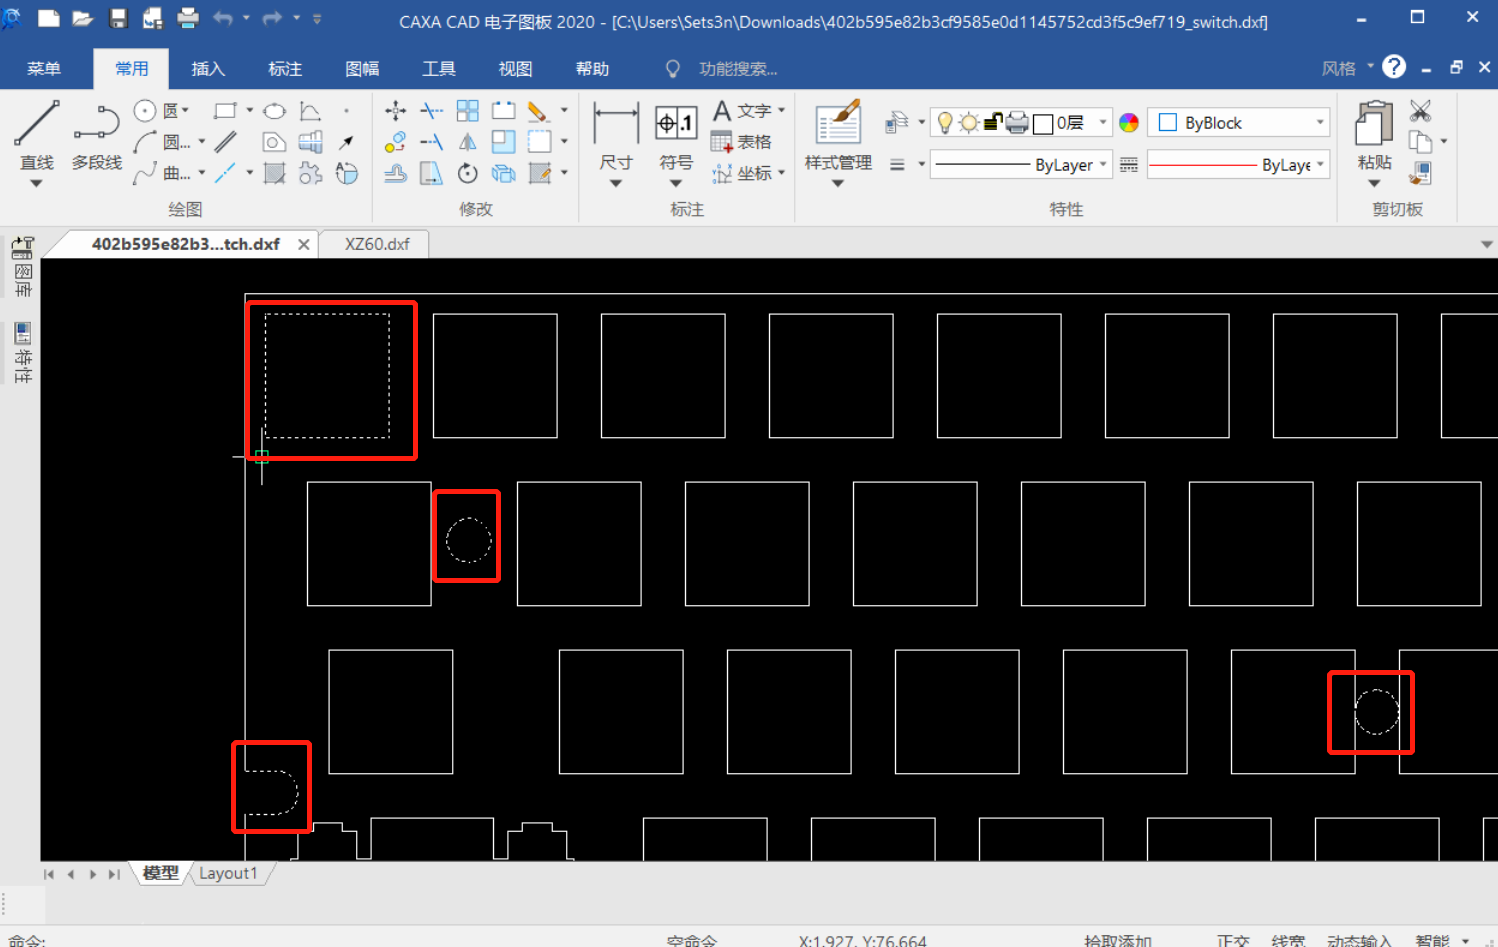 CAXA CAD 电子图板 2020 - [C:\Users\Sets3n\Downloads\402b595e82b3cf9585e0d1145752cd3f5c9ef719_switch.dxf]
菜单 常用 插入 标注 图幅 工具 视图 帮助 功能搜索... 风格
直线 多段线 圆 圆... 曲...
绘图
修改
尺寸 符号 .1 A 文字 表格 坐标
标注
样式管理 0层 ByBlock
ByLayer ByLaye
特性
粘贴
剪切板
402b595e82b3...tch.dxf XZ60.dxf
图库
特性
模型 Layout1
命令: 空命令 X:1.927, Y:76.664 拾取添加 正交 线宽 动态输入 智能